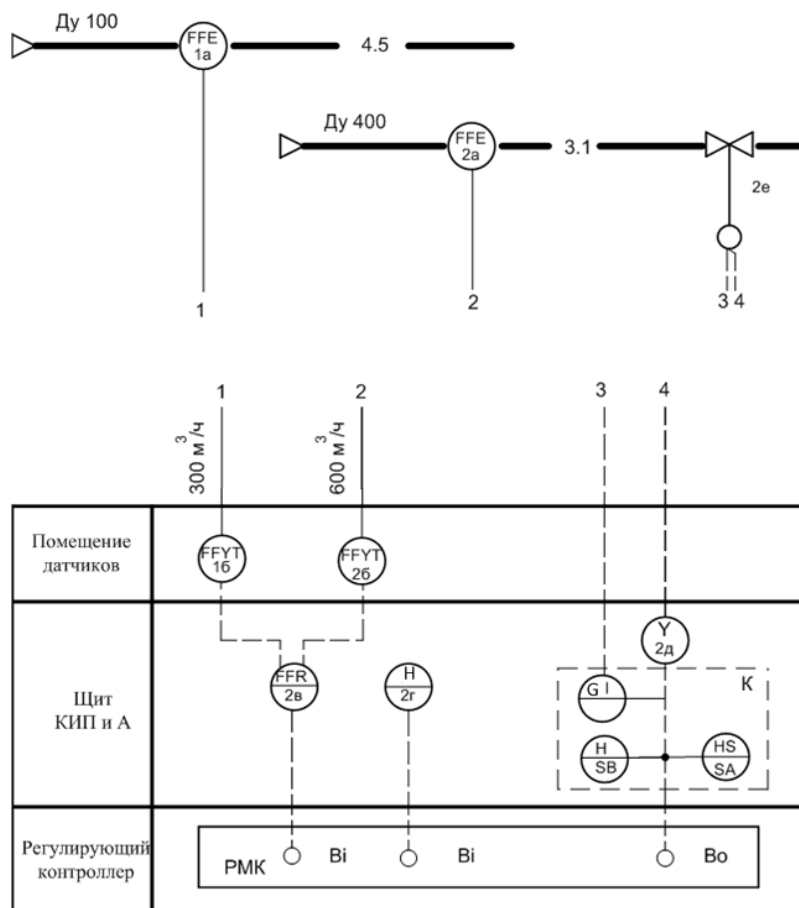 Ду 100
FFE
1а
4.5
Ду 400
FFE
2а
3.1
2е
1
2
3 4
1
2
3
4
300 м³/ч
600 м³/ч
Помещение
датчиков
FFYT
1б
FFYT
2б
Щит
КИП и А
FFR
2в
H
2г
Y
2д
К
G I
H
SB
HS
SA
Регулирующий
контроллер
РМК
Bi
Bi
Bo